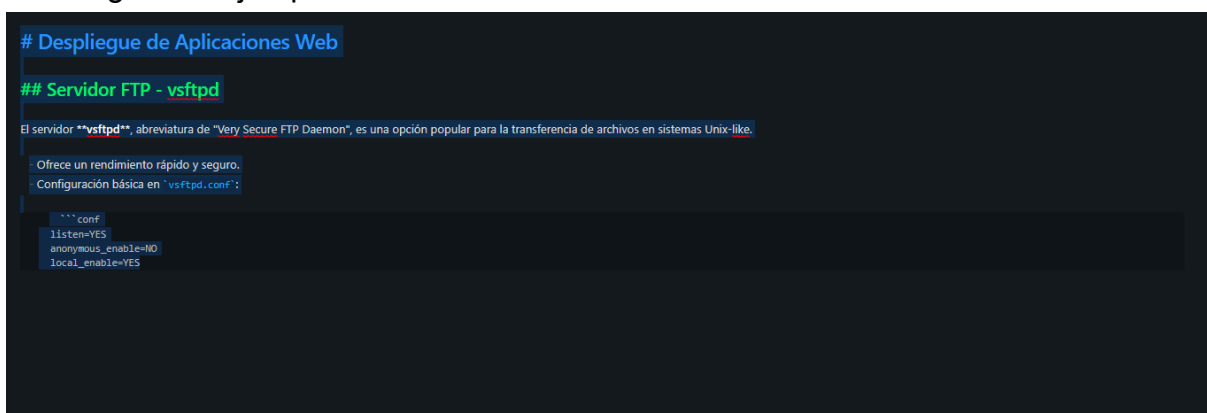 # Despliegue de Aplicaciones Web
## Servidor FTP - vsftpd
El servidor **vsftpd**, abreviatura de "Very Secure FTP Daemon", es una opción popular para la transferencia de archivos en sistemas Unix-like.
- Ofrece un rendimiento rápido y seguro.
- Configuración básica en `vsftpd.conf`:
```conf
listen=YES
anonymous_enable=NO
local_enable=YES